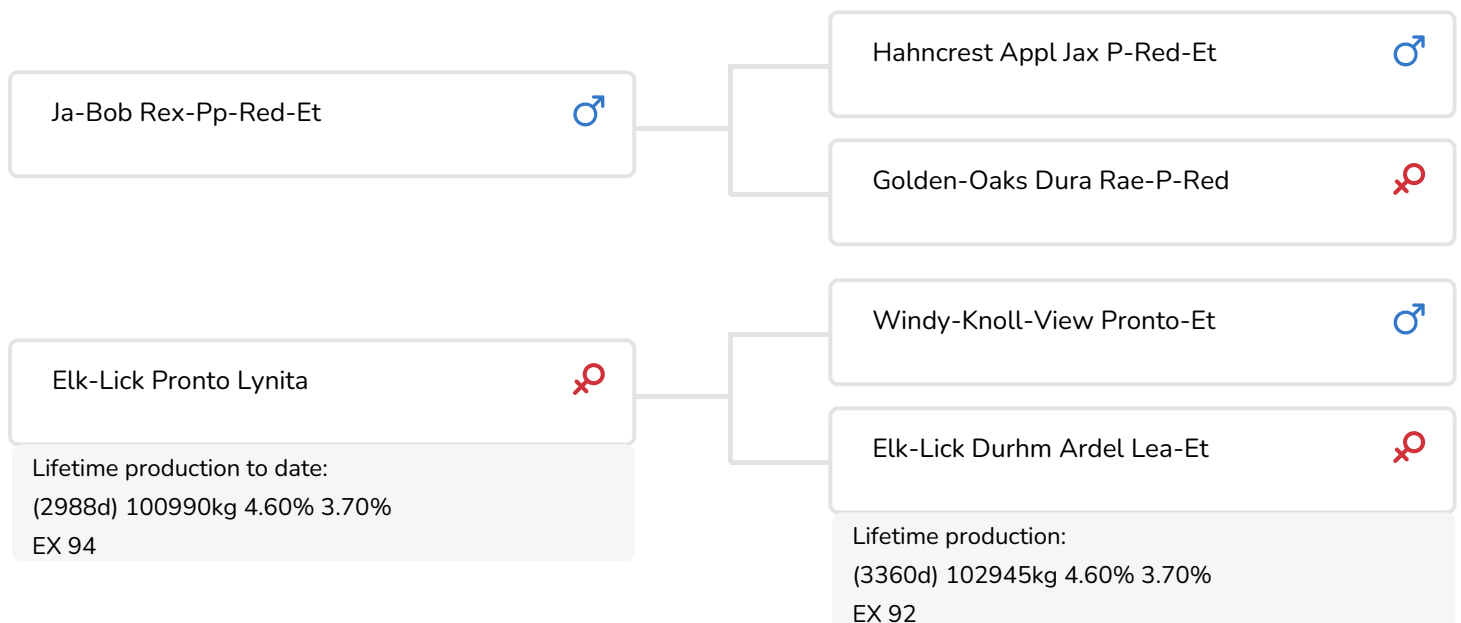 Ja-Bob Rex-Pp-Red-Et
Hahncrest Appl Jax P-Red-Et
Golden-Oaks Dura Rae-P-Red
Elk-Lick Pronto Lynita
Lifetime production to date:
(2988d) 100990kg 4.60% 3.70%
EX 94
Windy-Knoll-View Pronto-Et
Elk-Lick Durhm Ardel Lea-Et
Lifetime production:
(3360d) 102945kg 4.60% 3.70%
EX 92